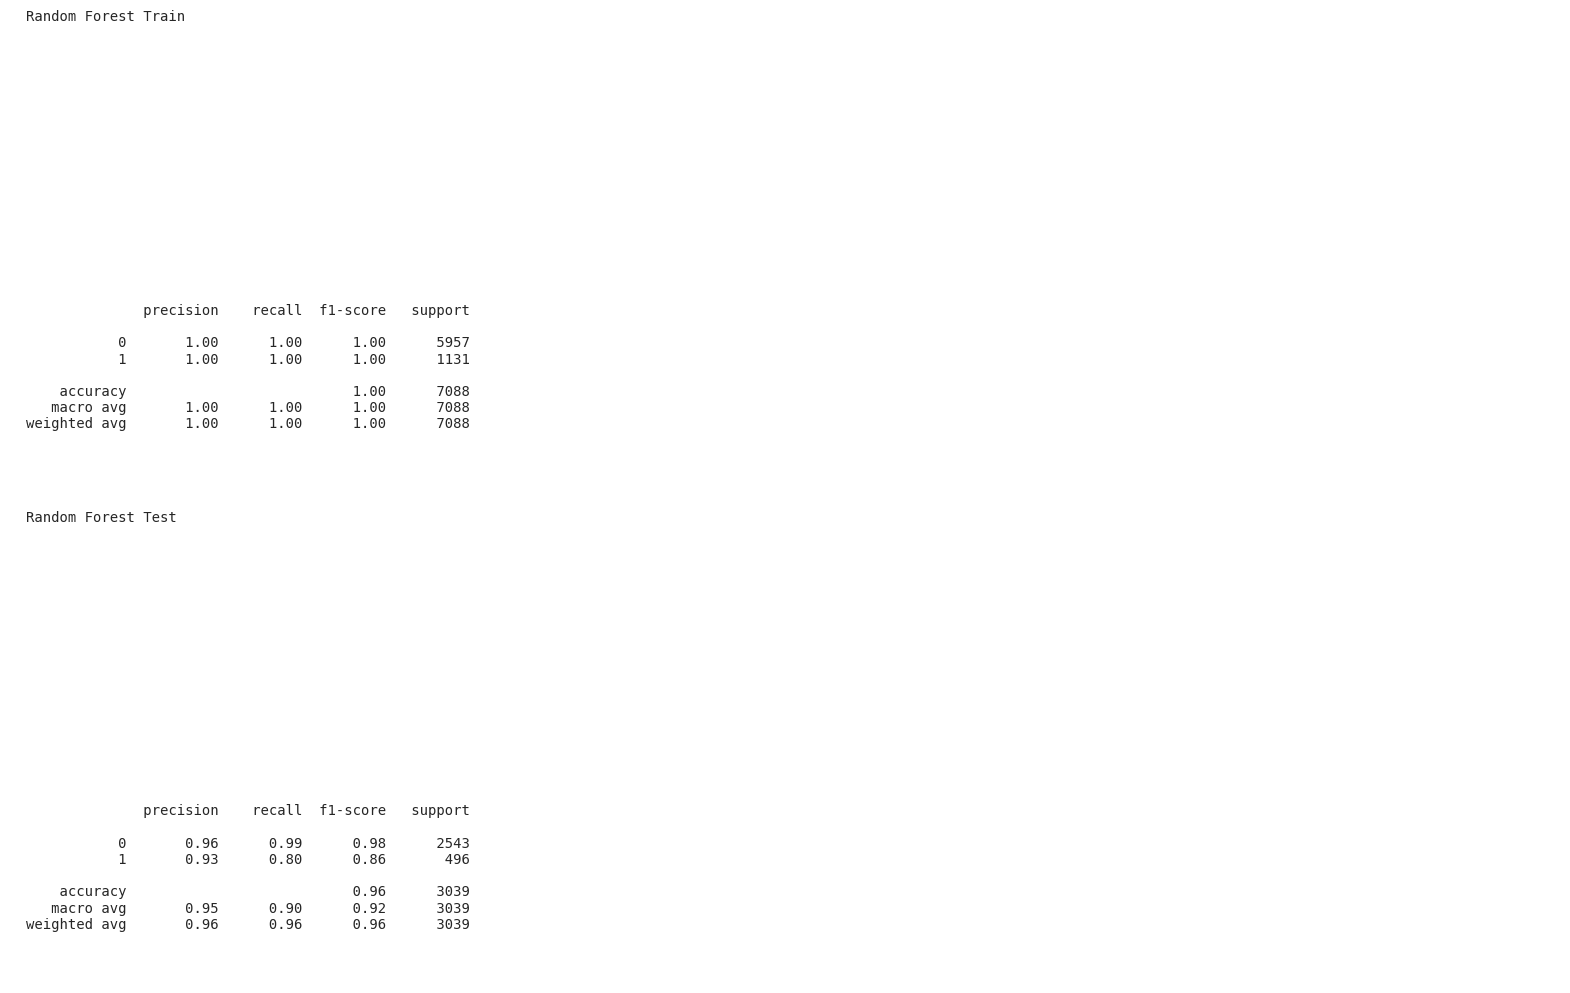 Random Forest Train
precision recall f1-score support
0 1.00 1.00 1.00 5957
1 1.00 1.00 1.00 1131
accuracy 1.00 7088
macro avg 1.00 1.00 1.00 7088
weighted avg 1.00 1.00 1.00 7088
Random Forest Test
precision recall f1-score support
0 0.96 0.99 0.98 2543
1 0.93 0.80 0.86 496
accuracy 0.96 3039
macro avg 0.95 0.90 0.92 3039
weighted avg 0.96 0.96 0.96 3039